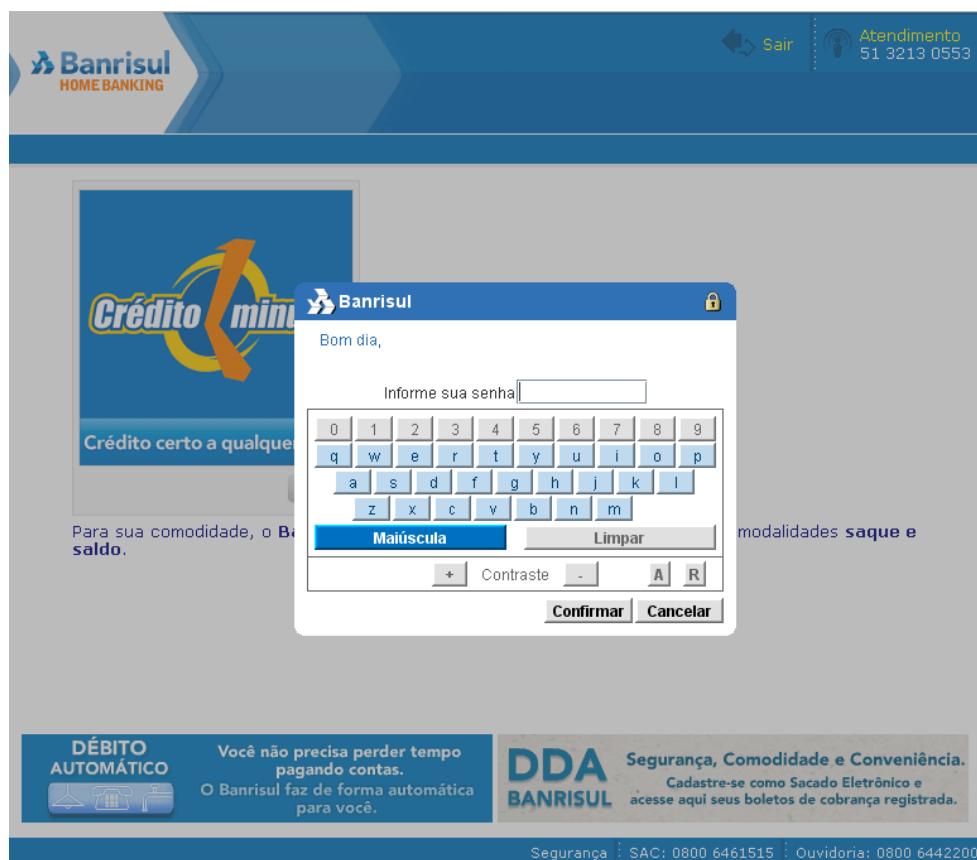 Banrisul
HOME BANKING
Sair
Atendimento
51 3213 0553
Crédito minu
Crédito certo a qualque
Banrisul
Bom dia,
Informe sua senha
0 1 2 3 4 5 6 7 8 9
q w e r t y u i o p
a s d f g h j k l
z x c v b n m
Maiúscula Limpar
+ Contraste - A R
Confirmar Cancelar
Para sua comodidade, o Ba modalidades saque e
saldo.
DÉBITO
AUTOMÁTICO
Você não precisa perder tempo
pagando contas.
O Banrisul faz de forma automática
para você.
DDA
BANRISUL
Segurança, Comodidade e Conveniência.
Cadastre-se como Sacado Eletrônico e
acesse aqui seus boletos de cobrança registrada.
Segurança SAC: 0800 6461515 Ouvidoria: 0800 6442200